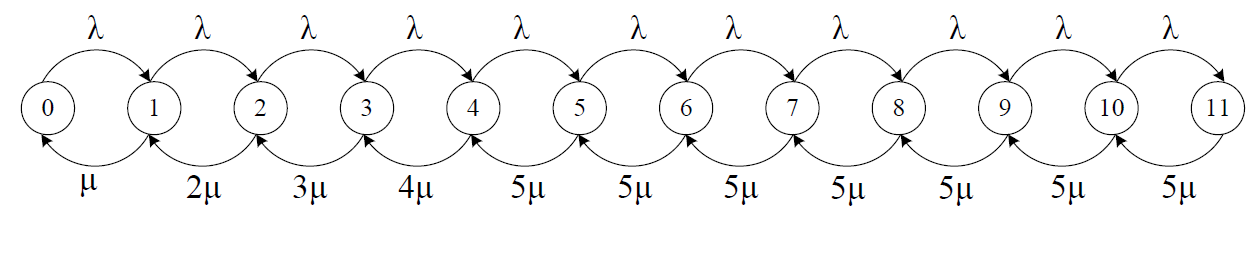 λ λ λ λ λ λ λ λ λ λ λ
0 1 2 3 4 5 6 7 8 9 10 11
μ 2μ 3μ 4μ 5μ 5μ 5μ 5μ 5μ 5μ 5μ